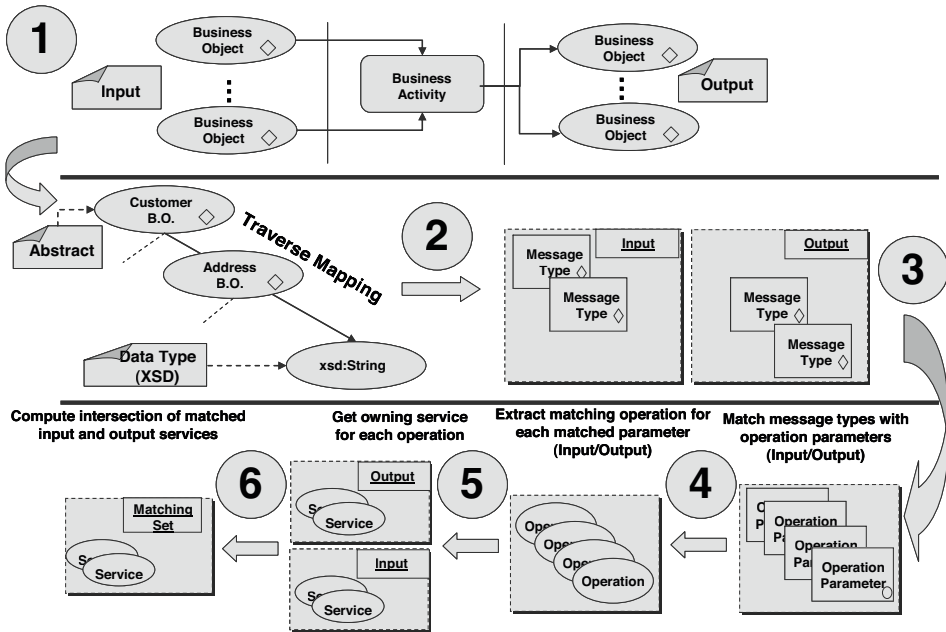 1
Input
Business
Object
Business
Object
Business
Activity
Business
Object
Business
Object
Output
Customer
B.O.
Abstract
Address
B.O.
Traverse Mapping
Data Type
(XSD)
xsd:String
2
Input
Message
Type
Message
Type
Output
Message
Type
Message
Type
3
Compute intersection of matched
input and output services
Get owning service
for each operation
Extract matching operation for
each matched parameter
(Input/Output)
Match message types with
operation parameters
(Input/Output)
Matching
Set
Service
6
Output
Service
Input
Service
5
Operation
4
Operation
Operation
Operation
Parameter